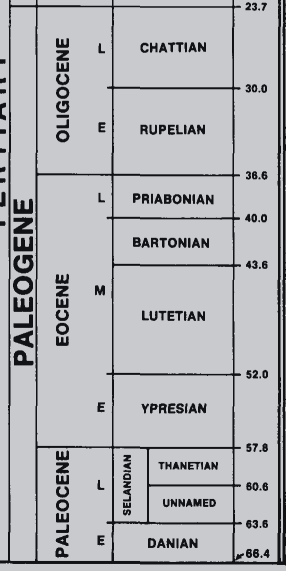 23.7
CHATTIAN
L
30.0
OLIGOCENE
RUPELIAN
E
36.6
PRIABONIAN
L
40.0
BARTONIAN
43.6
PALEOGENE
EOCENE
M
LUTETIAN
52.0
YPRESIAN
E
57.8
PALEOCENE
L
SELANDIAN
THANETIAN
60.6
UNNAMED
63.6
E
DANIAN
66.4